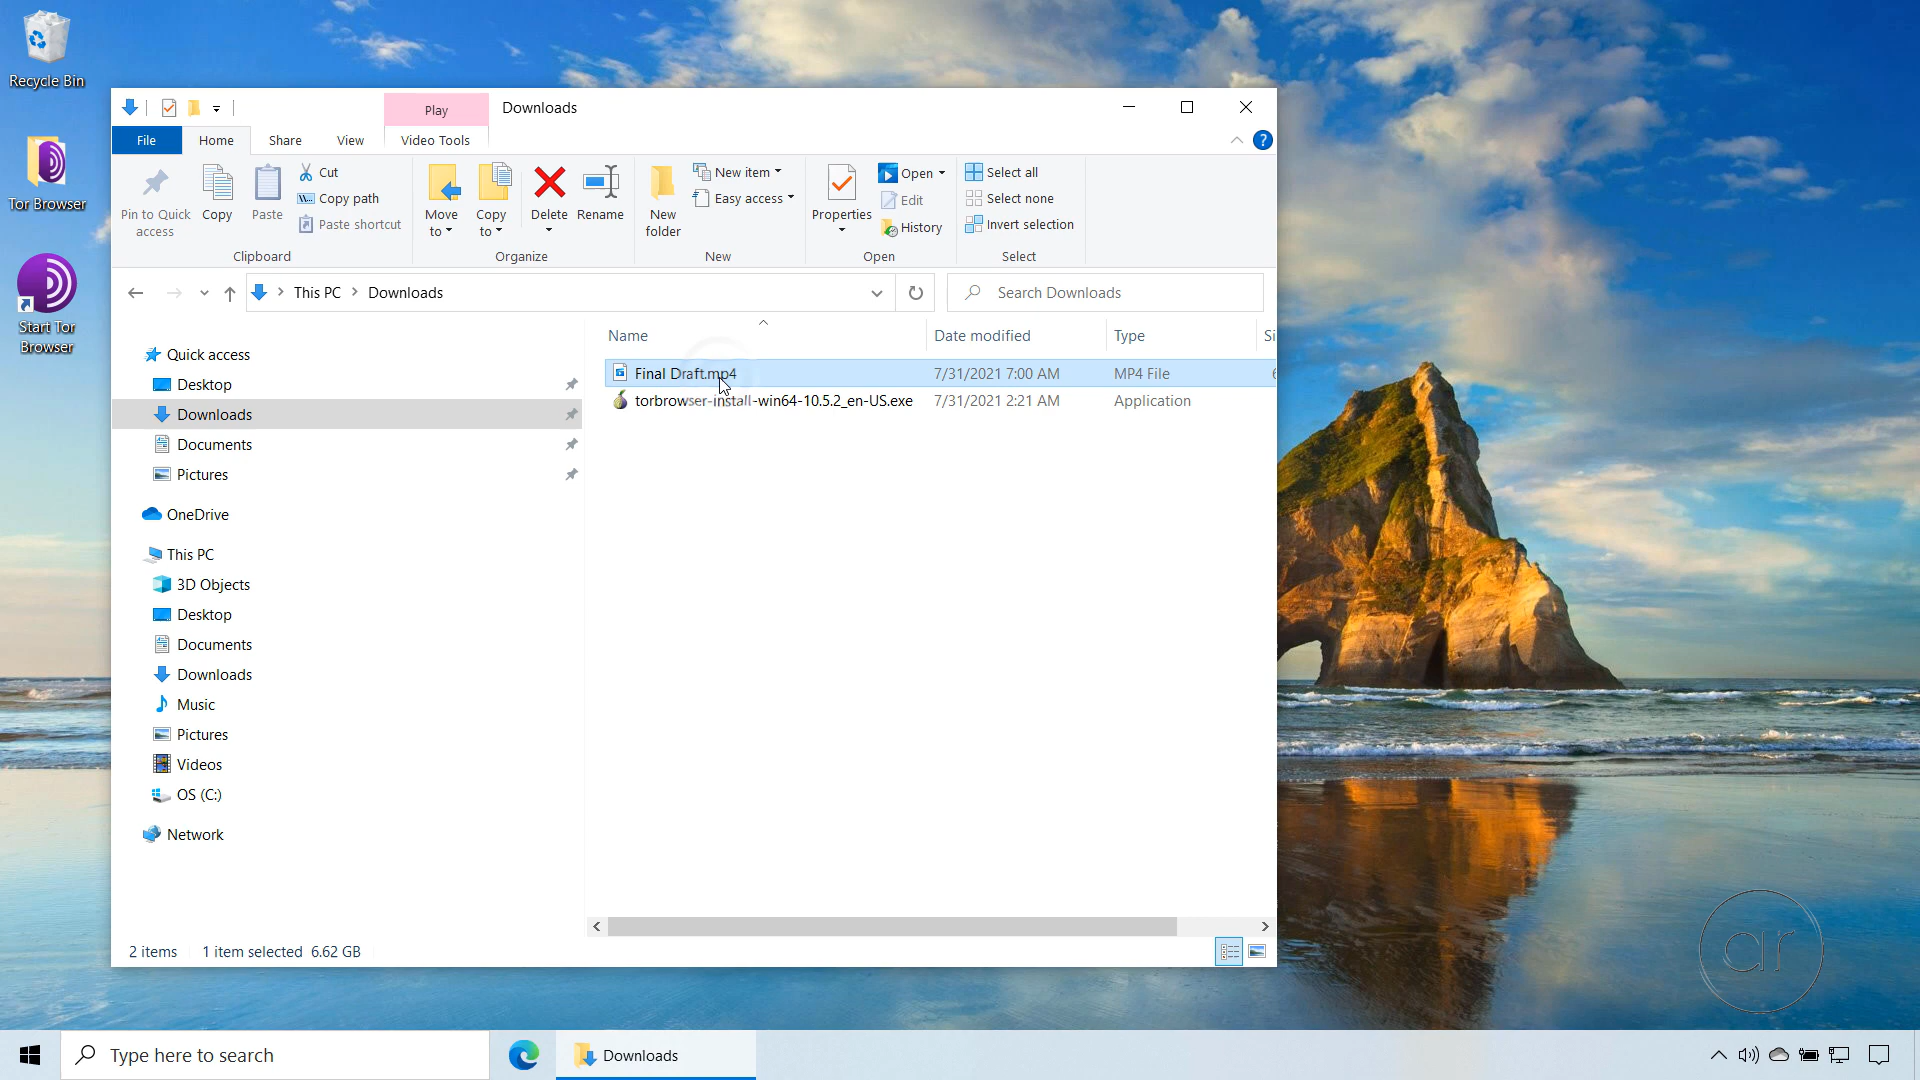 Recycle Bin
Tor Browser
Start Tor
Browser
Play
Downloads
File
Home
Share
View
Video Tools
Pin to Quick
access
Copy
Paste
Cut
Copy path
Paste shortcut
Clipboard
Move
to
Copy
to
Delete
Rename
Organize
New
folder
New item
Easy access
New
Properties
Open
Edit
History
Open
Select all
Select none
Invert selection
Select
This PC
Downloads
Search Downloads
Quick access
Desktop
Downloads
Documents
Pictures
OneDrive
This PC
3D Objects
Desktop
Documents
Downloads
Music
Pictures
Videos
OS (C:)
Network
Name Date modified Type Si
Final Draft.mp4 7/31/2021 7:00 AM MP4 File 6
torbrowser-install-win64-10.5.2_en-US.exe 7/31/2021 2:21 AM Application
2 items 1 item selected 6.62 GB
ar
Type here to search
Downloads